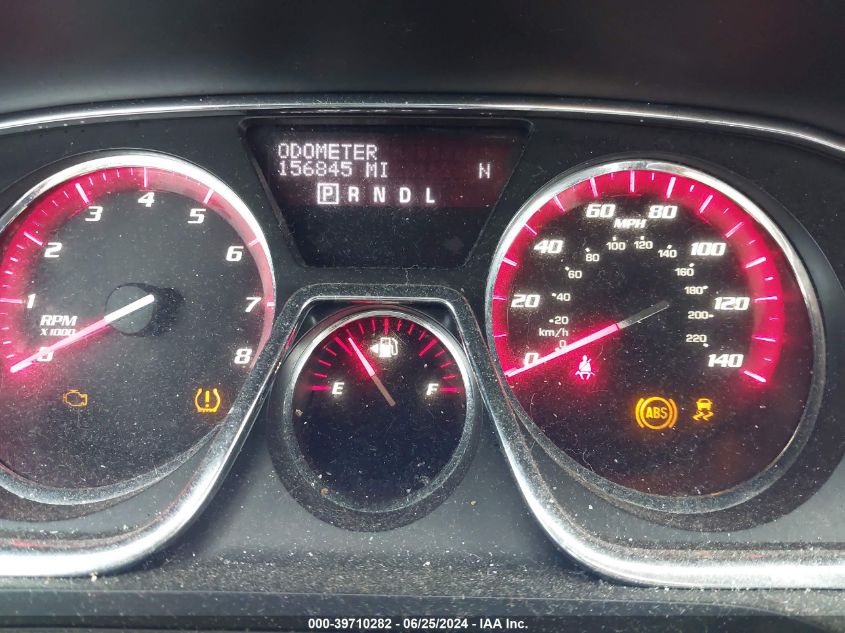 ODOMETER
156845 MI N
P R N D L
0 1 2 3 4 5 6 7 8
RPM
X 1000
E F
0 20 40 60 80 100 120 140
MPH
0 20 40 60 80 100 120 140 160 180 200 220
km/h
ABS
000-39710282 - 06/25/2024 - IAA Inc.